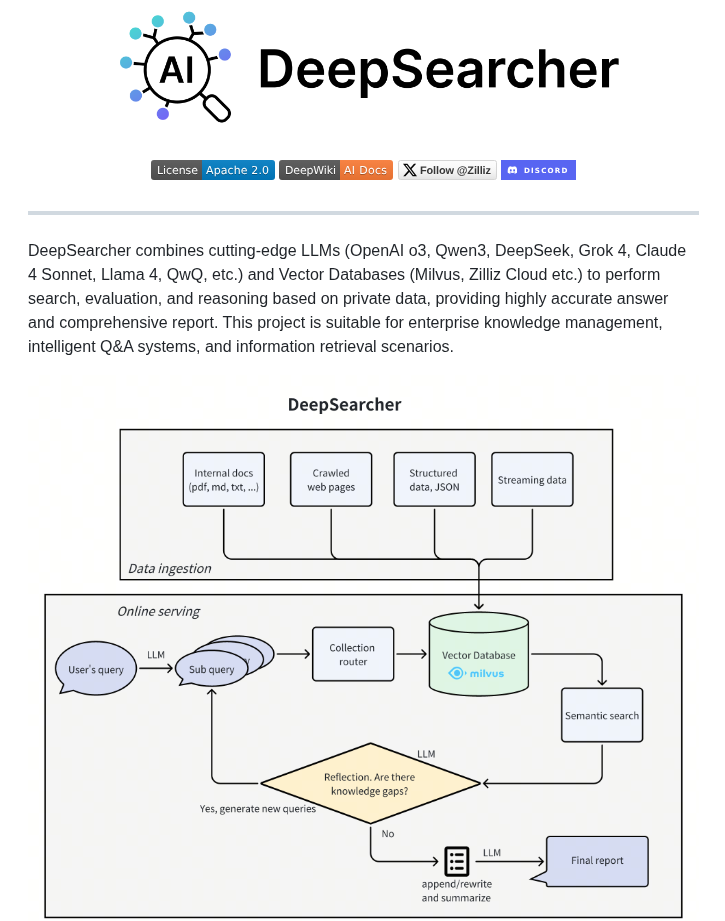 AI
DeepSearcher
License Apache 2.0
DeepWiki AI Docs
Follow @Zilliz
DISCORD
DeepSearcher combines cutting-edge LLMs (OpenAI o3, Qwen3, DeepSeek, Grok 4, Claude
4 Sonnet, Llama 4, QwQ, etc.) and Vector Databases (Milvus, Zilliz Cloud etc.) to perform
search, evaluation, and reasoning based on private data, providing highly accurate answer
and comprehensive report. This project is suitable for enterprise knowledge management,
intelligent Q&A systems, and information retrieval scenarios.
DeepSearcher
Internal docs
(pdf, md, txt, ...)
Crawled
web pages
Structured
data, JSON
Streaming data
Data ingestion
Online serving
User's query
LLM
Sub query
Collection
router
Vector Database
milvus
Semantic search
LLM
Reflection. Are there
knowledge gaps?
Yes, generate new queries
No
LLM
append/rewrite
and summarize
Final report